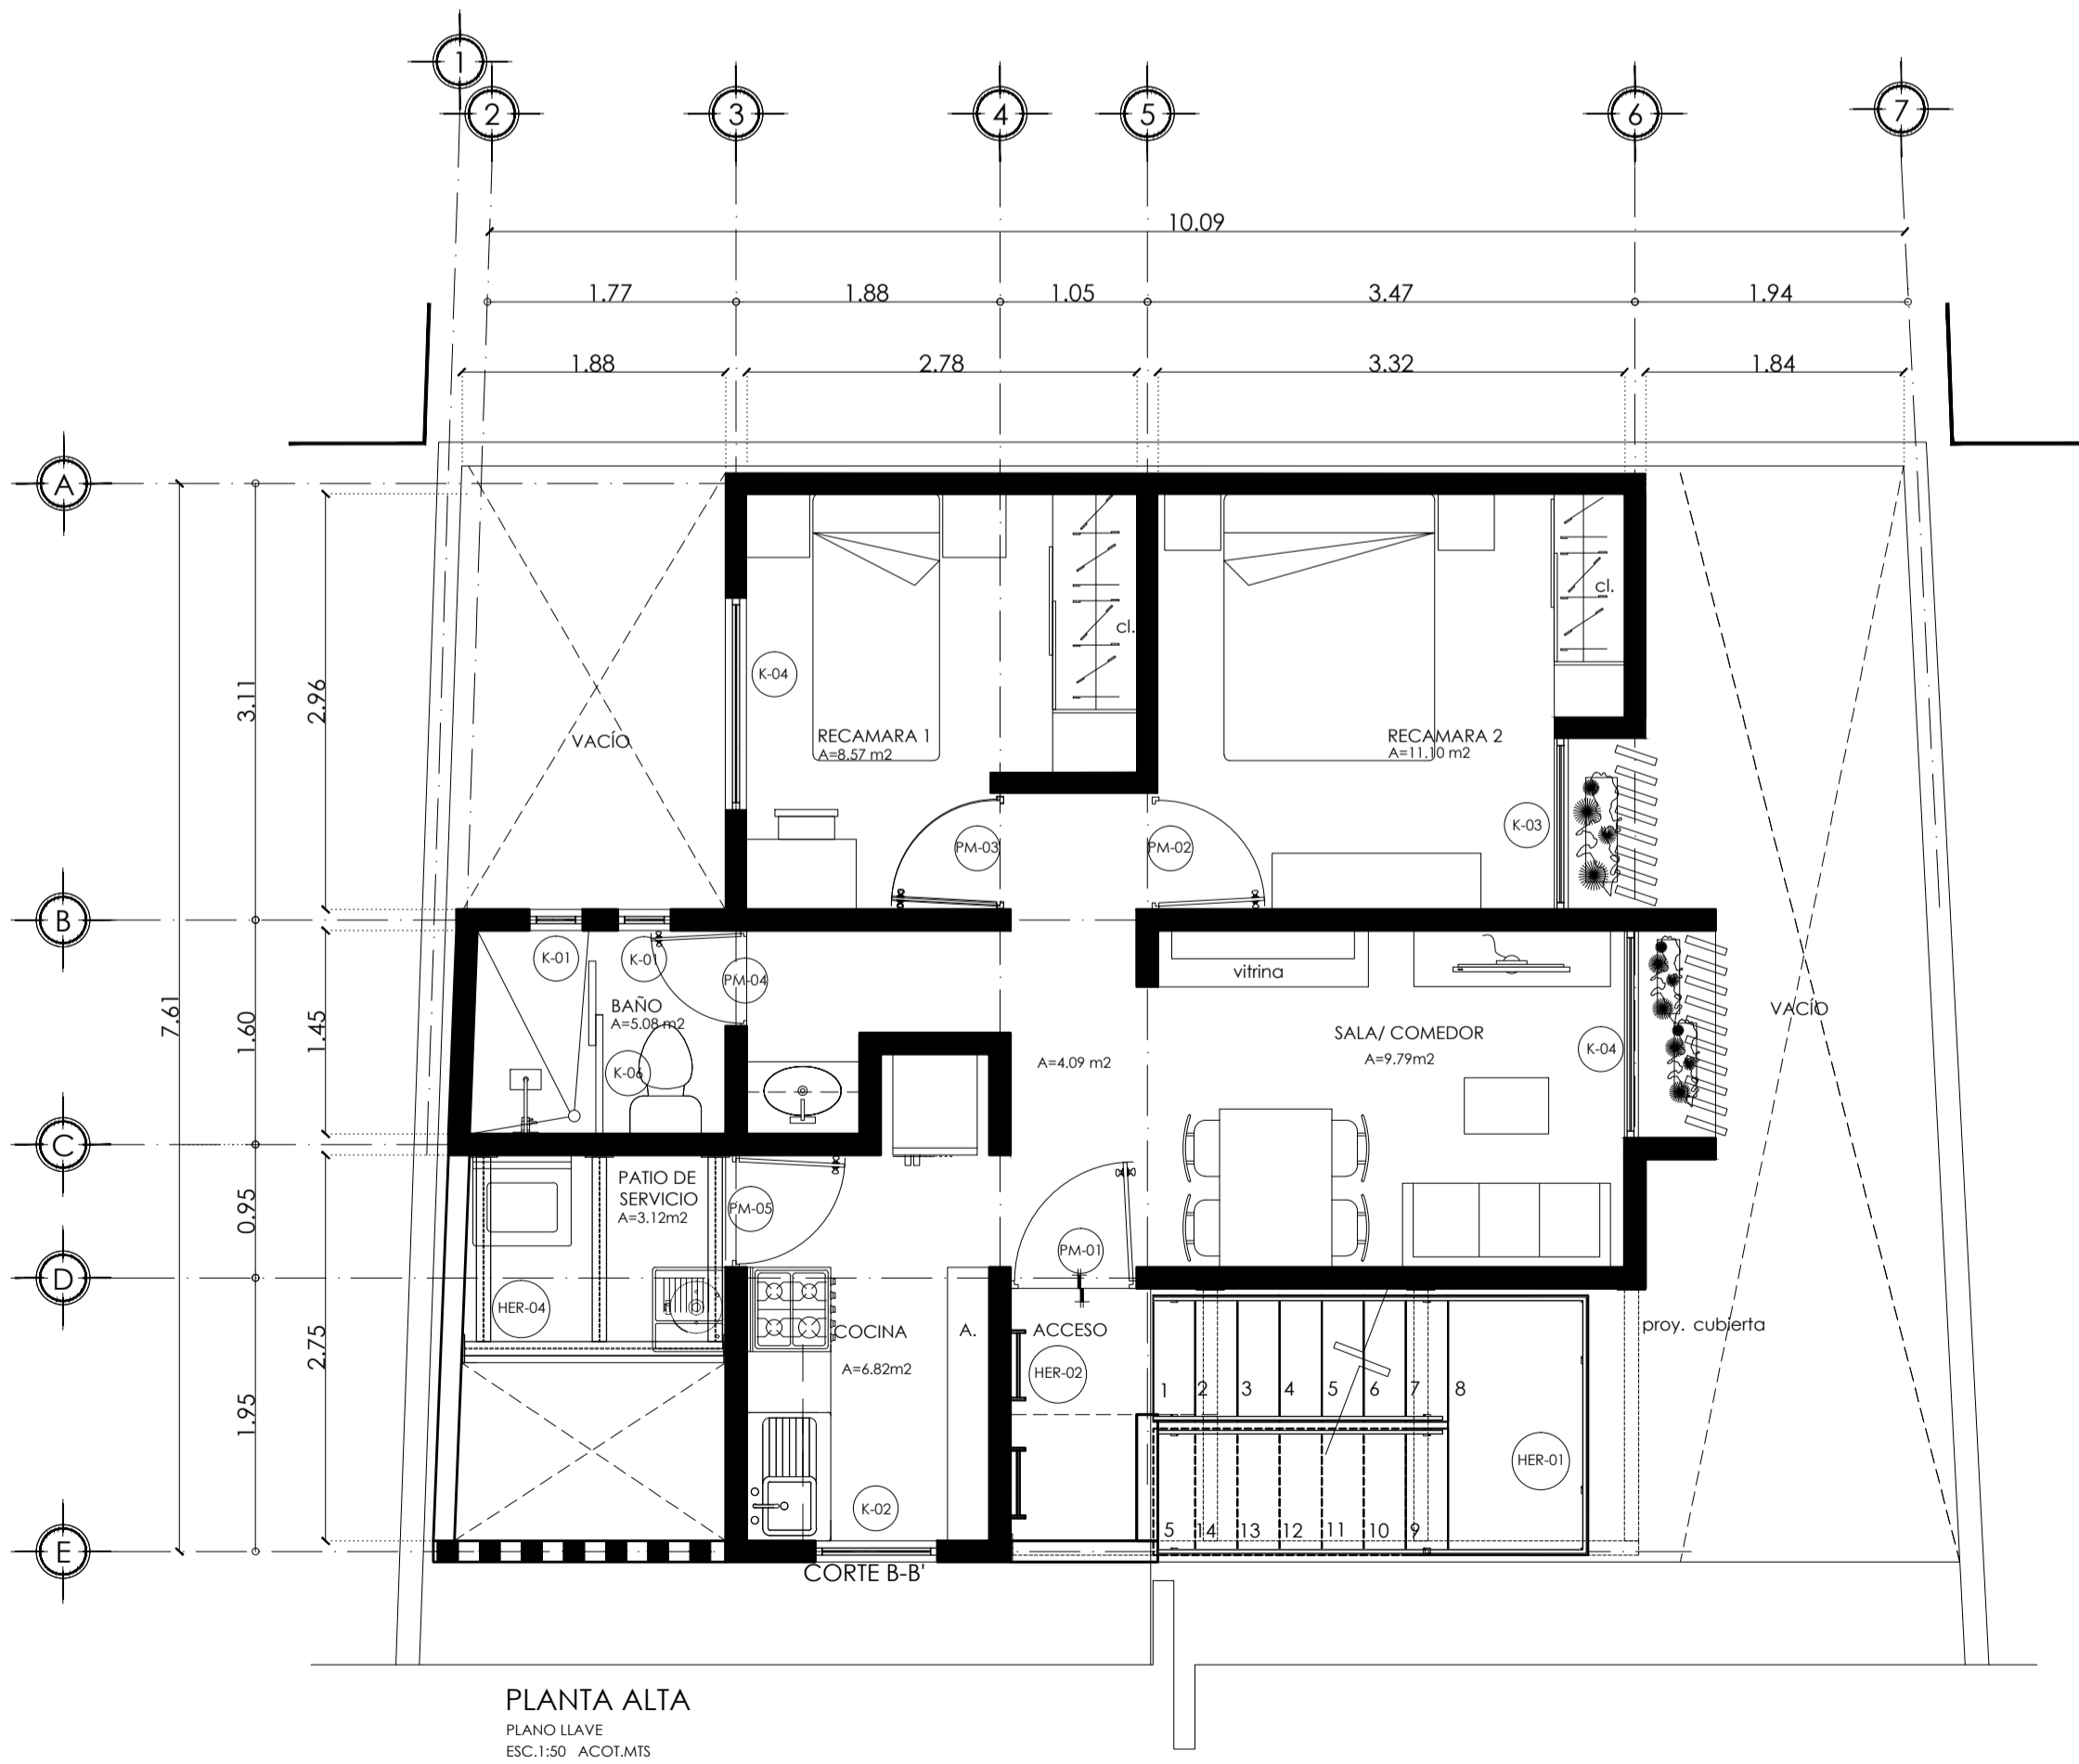 1
2
3
4
5
6
7
10.09
1.77
1.88
1.05
3.47
1.94
1.88
2.78
3.32
1.84
A
B
C
D
E
7.61
3.11
1.60
0.95
1.95
2.96
1.45
2.75
VACÍO
K-04
RECAMARA 1
A=8.57 m2
cl.
PM-03
RECAMARA 2
A=11.10 m2
cl.
PM-02
K-03
K-01
K-01
PM-04
BAÑO
A=5.08 m2
K-06
A=4.09 m2
vitrina
SALA/ COMEDOR
A=9.79m2
K-04
VACÍO
PATIO DE
SERVICIO
A=3.12m2
PM-05
HER-04
PM-01
COCINA
A=6.82m2
A.
K-02
ACCESO
HER-02
1 2 3 4 5 6 7 8
5 14 13 12 11 10 9
HER-01
proy. cubierta
CORTE B-B'
PLANTA ALTA
PLANO LLAVE
ESC.1:50 ACOT.MTS